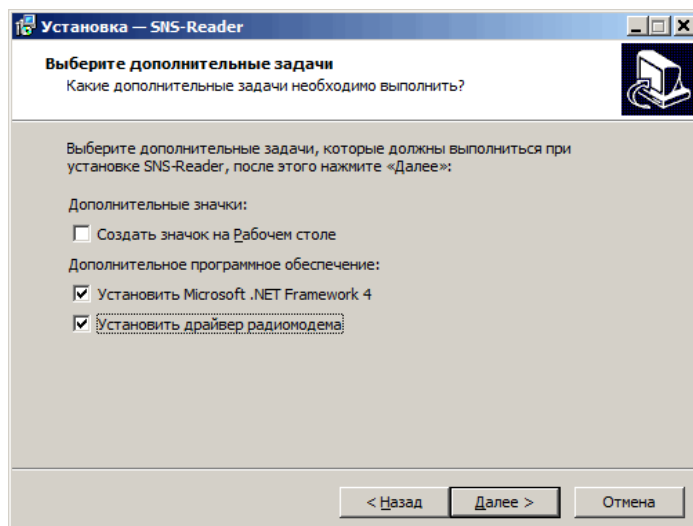 Установка — SNS-Reader
Выберите дополнительные задачи
Какие дополнительные задачи необходимо выполнить?
Выберите дополнительные задачи, которые должны выполниться при
установке SNS-Reader, после этого нажмите «Далее»:
Дополнительные значки:
Создать значок на Рабочем столе
Дополнительное программное обеспечение:
Установить Microsoft .NET Framework 4
Установить драйвер радиомодема
< Назад
Далее >
Отмена